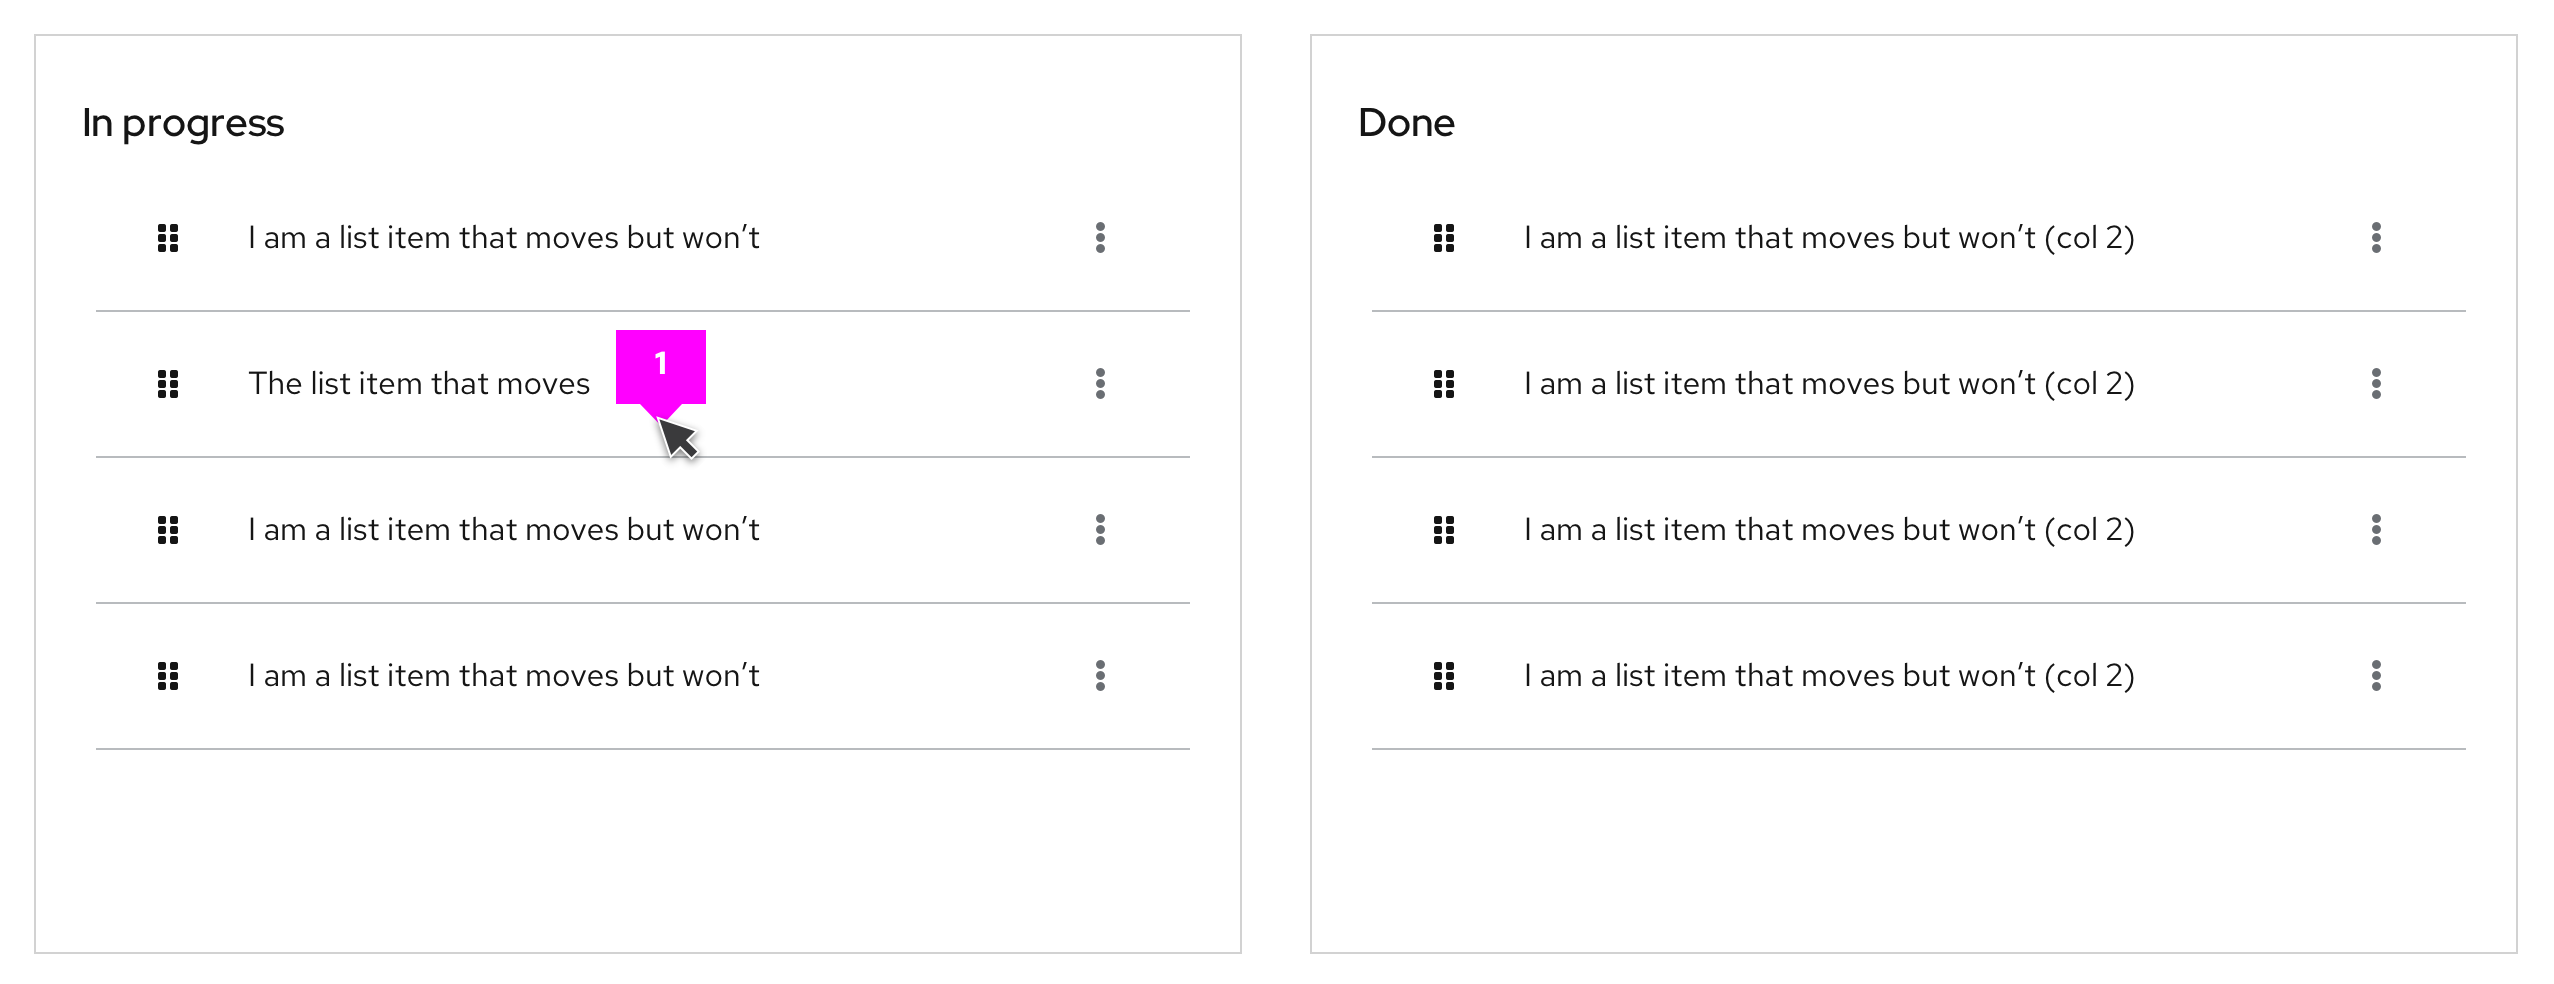 In progress
I am a list item that moves but won’t
The list item that moves
1
I am a list item that moves but won’t
I am a list item that moves but won’t
Done
I am a list item that moves but won’t (col 2)
I am a list item that moves but won’t (col 2)
I am a list item that moves but won’t (col 2)
I am a list item that moves but won’t (col 2)